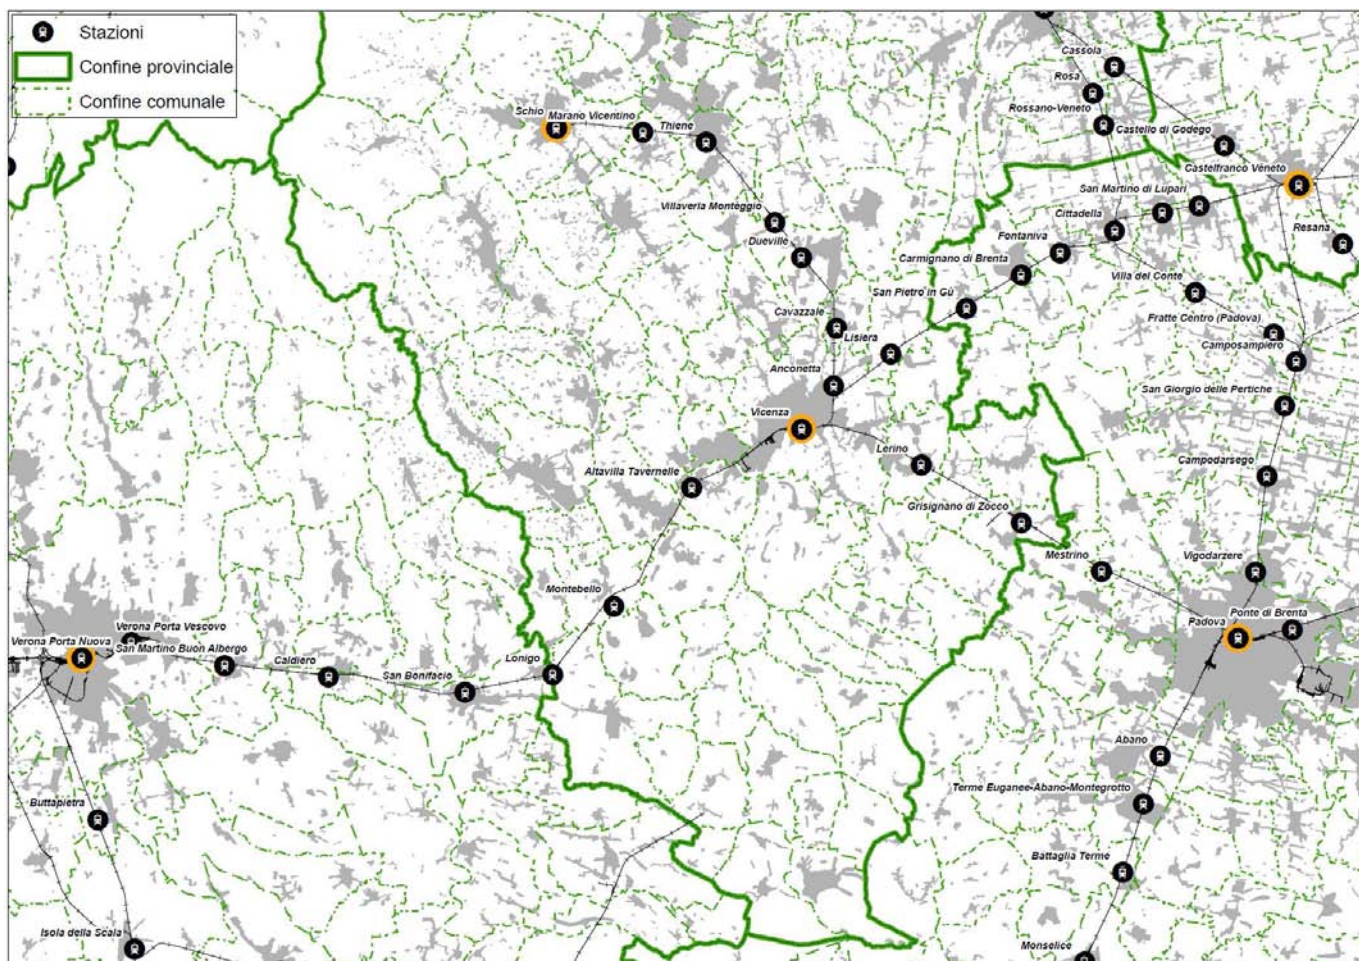 Stazioni
Confine provinciale
Confine comunale
Cassola
Rosa
Rossano-Veneto
Castello di Godego
Schio
Marano Vicentino
Thiene
Castelfranco Veneto
San Martino di Lupari
Villaverla Monteggio
Cittadella
Dueville
Fontaniva
Resana
Carmignano di Brenta
Villa del Conte
San Pietro in Gù
Cavazzale
Fratte Centro (Padova)
Lisiera
Camposampiero
Anconetta
San Giorgio delle Pertiche
Vicenza
Lerino
Altavilla Tavernelle
Campodarsego
Grisignano di Zocco
Mestrino
Vigodarzere
Montebello
Ponte di Brenta
Padova
Verona Porta Vescovo
Verona Porta Nuova
San Martino Buon Albergo
Caldiero
San Bonifacio
Lonigo
Abano
Terme Euganee-Abano-Montegrotto
Buttapietra
Battaglia Terme
Isola della Scala
Monselice